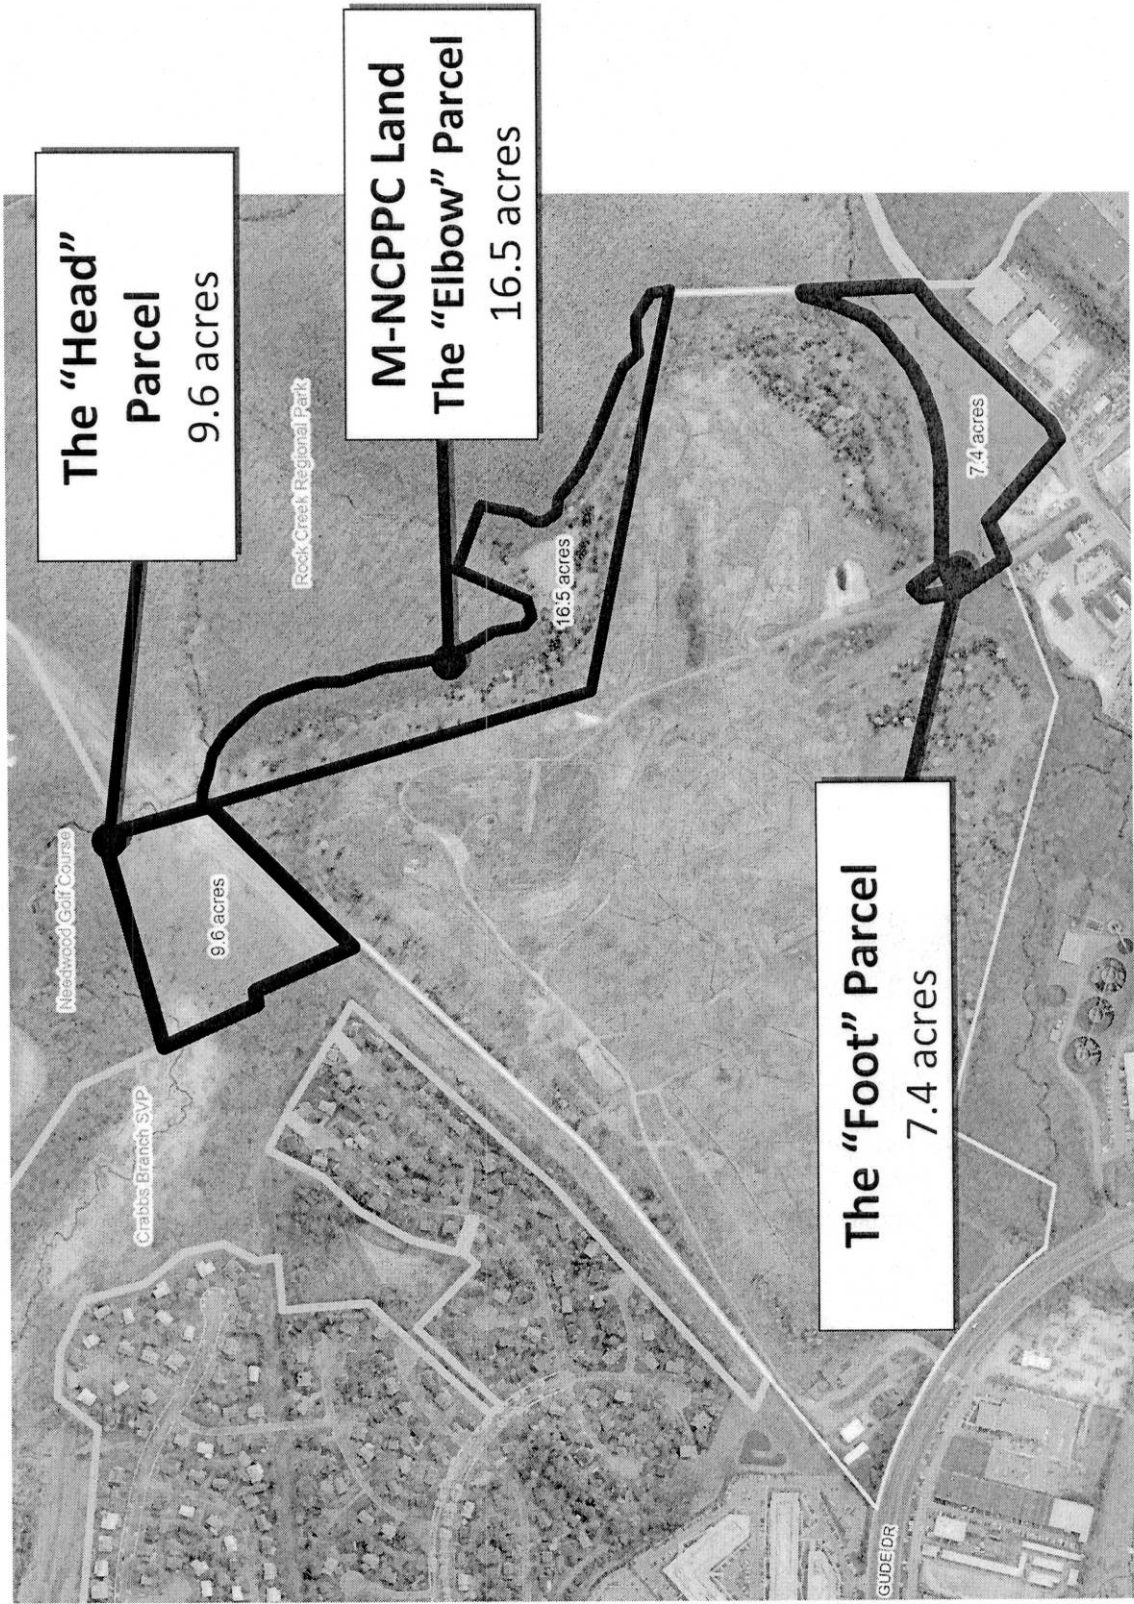 The “Head”
Parcel
9.6 acres
M-NCPPC Land
The “Elbow” Parcel
16.5 acres
Needwood Golf Course
Rock Creek Regional Park
9.6 acres
Crabbs Branch SVP
16.5 acres
7.4 acres
The “Foot” Parcel
7.4 acres
GUDE DR